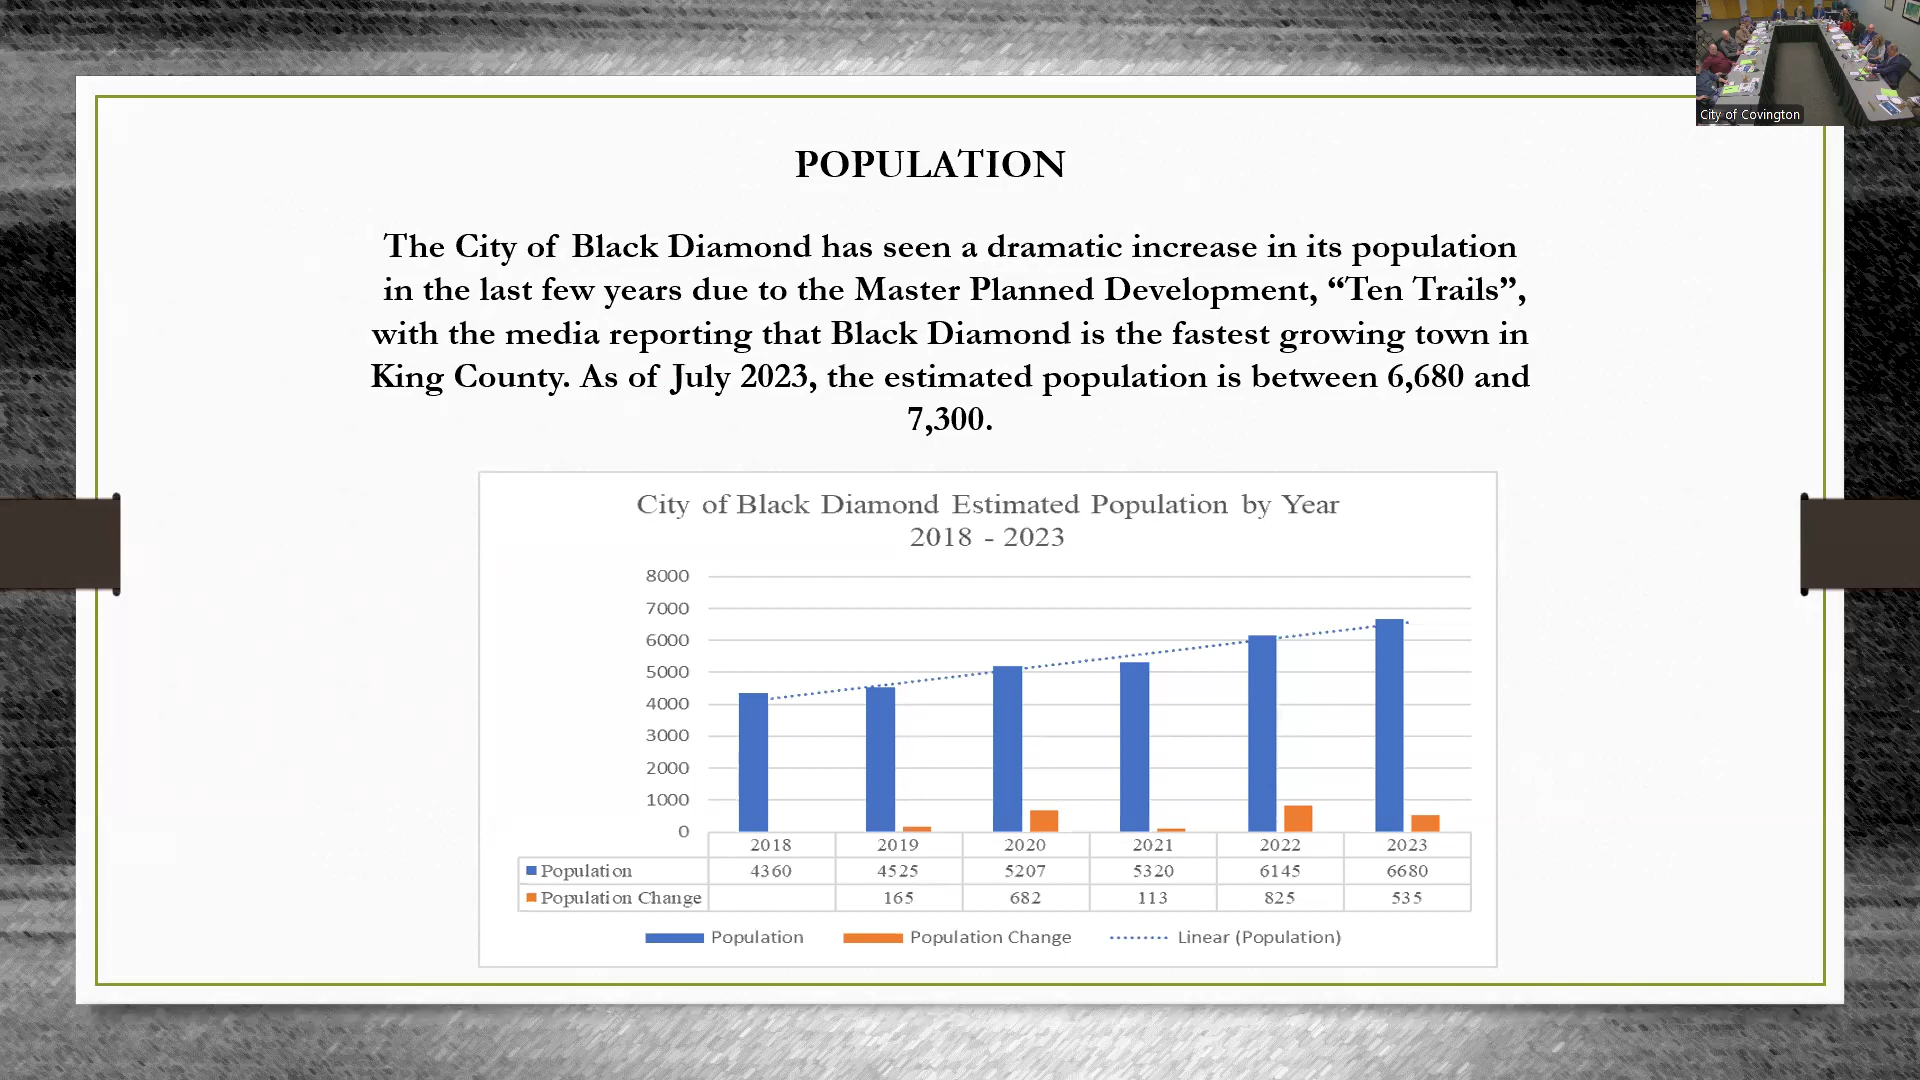 City of Covington
POPULATION
The City of Black Diamond has seen a dramatic increase in its population
in the last few years due to the Master Planned Development, “Ten Trails”,
with the media reporting that Black Diamond is the fastest growing town in
King County. As of July 2023, the estimated population is between 6,680 and
7,300.
City of Black Diamond Estimated Population by Year
2018 - 2023
8000
7000
6000
5000
4000
3000
2000
1000
0
2018 2019 2020 2021 2022 2023
Population 4360 4525 5207 5320 6145 6680
Population Change 165 682 113 825 535
Population Population Change Linear (Population)